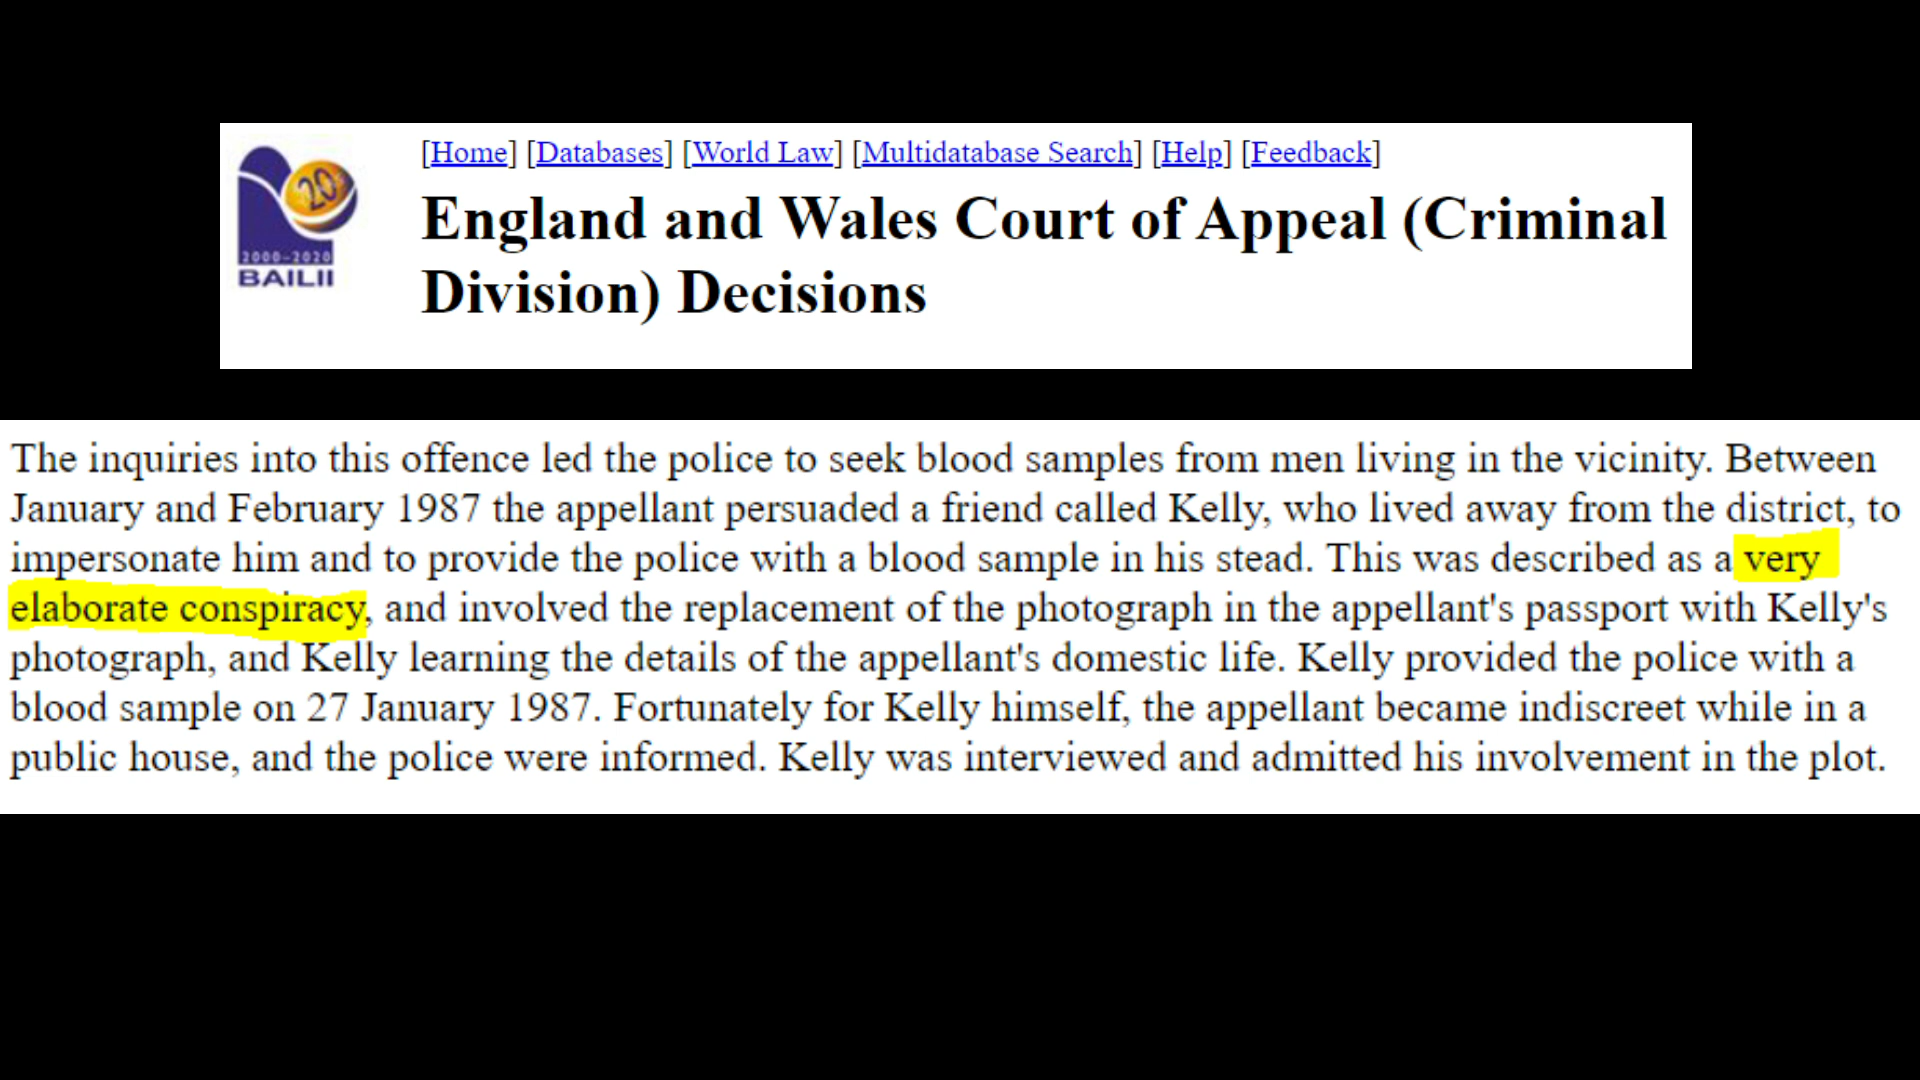 20
2000-2020
BAILII
[Home] [Databases] [World Law] [Multidatabase Search] [Help] [Feedback]
England and Wales Court of Appeal (Criminal
Division) Decisions
The inquiries into this offence led the police to seek blood samples from men living in the vicinity. Between
January and February 1987 the appellant persuaded a friend called Kelly, who lived away from the district, to
impersonate him and to provide the police with a blood sample in his stead. This was described as a very
elaborate conspiracy, and involved the replacement of the photograph in the appellant's passport with Kelly's
photograph, and Kelly learning the details of the appellant's domestic life. Kelly provided the police with a
blood sample on 27 January 1987. Fortunately for Kelly himself, the appellant became indiscreet while in a
public house, and the police were informed. Kelly was interviewed and admitted his involvement in the plot.